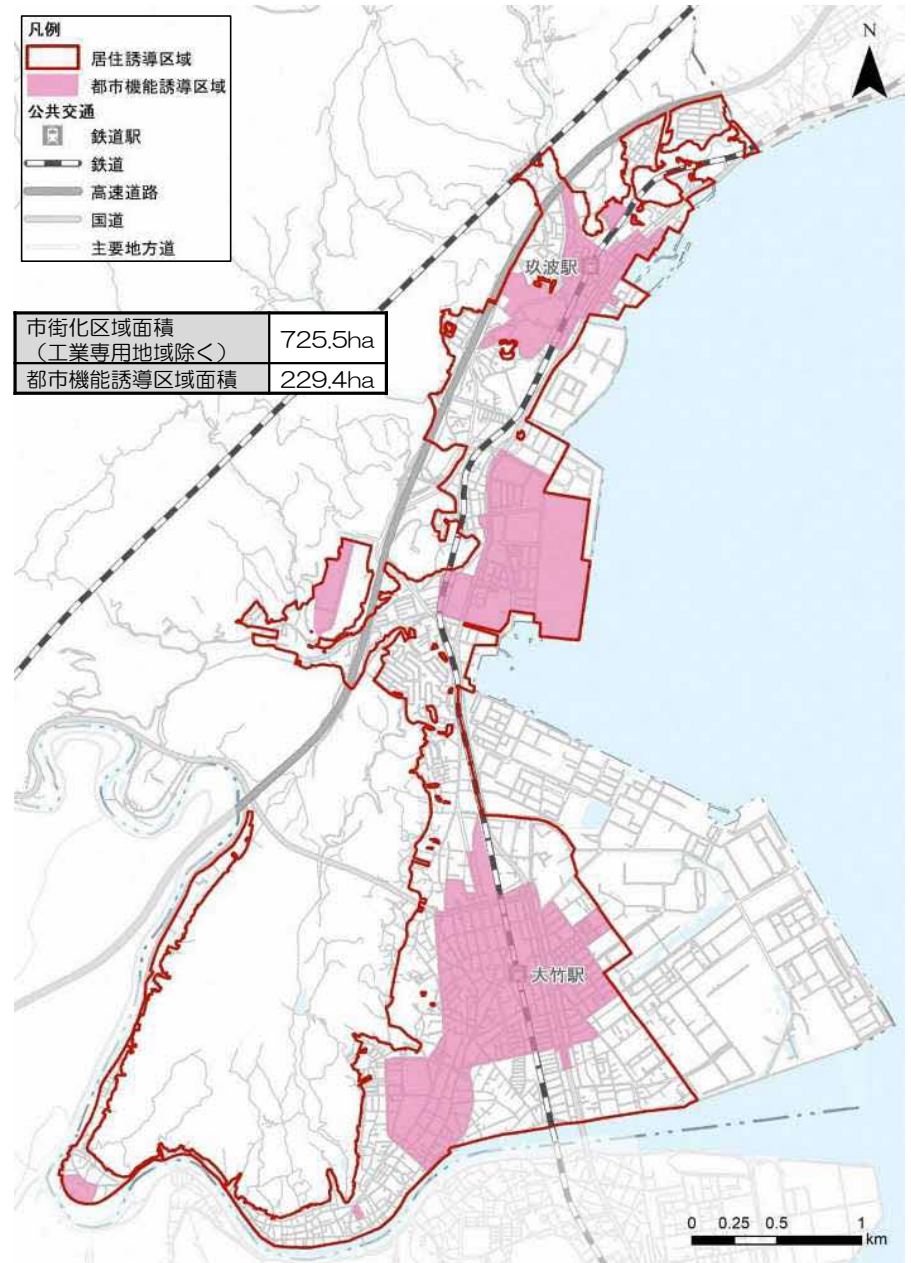 凡例
居住誘導区域
都市機能誘導区域
公共交通
鉄道駅
鉄道
高速道路
国道
主要地方道
N
玖波駅
市街化区域面積
（工業専用地域除く）
725.5ha
都市機能誘導区域面積
229.4ha
大竹駅
0 0.25 0.5 1
km